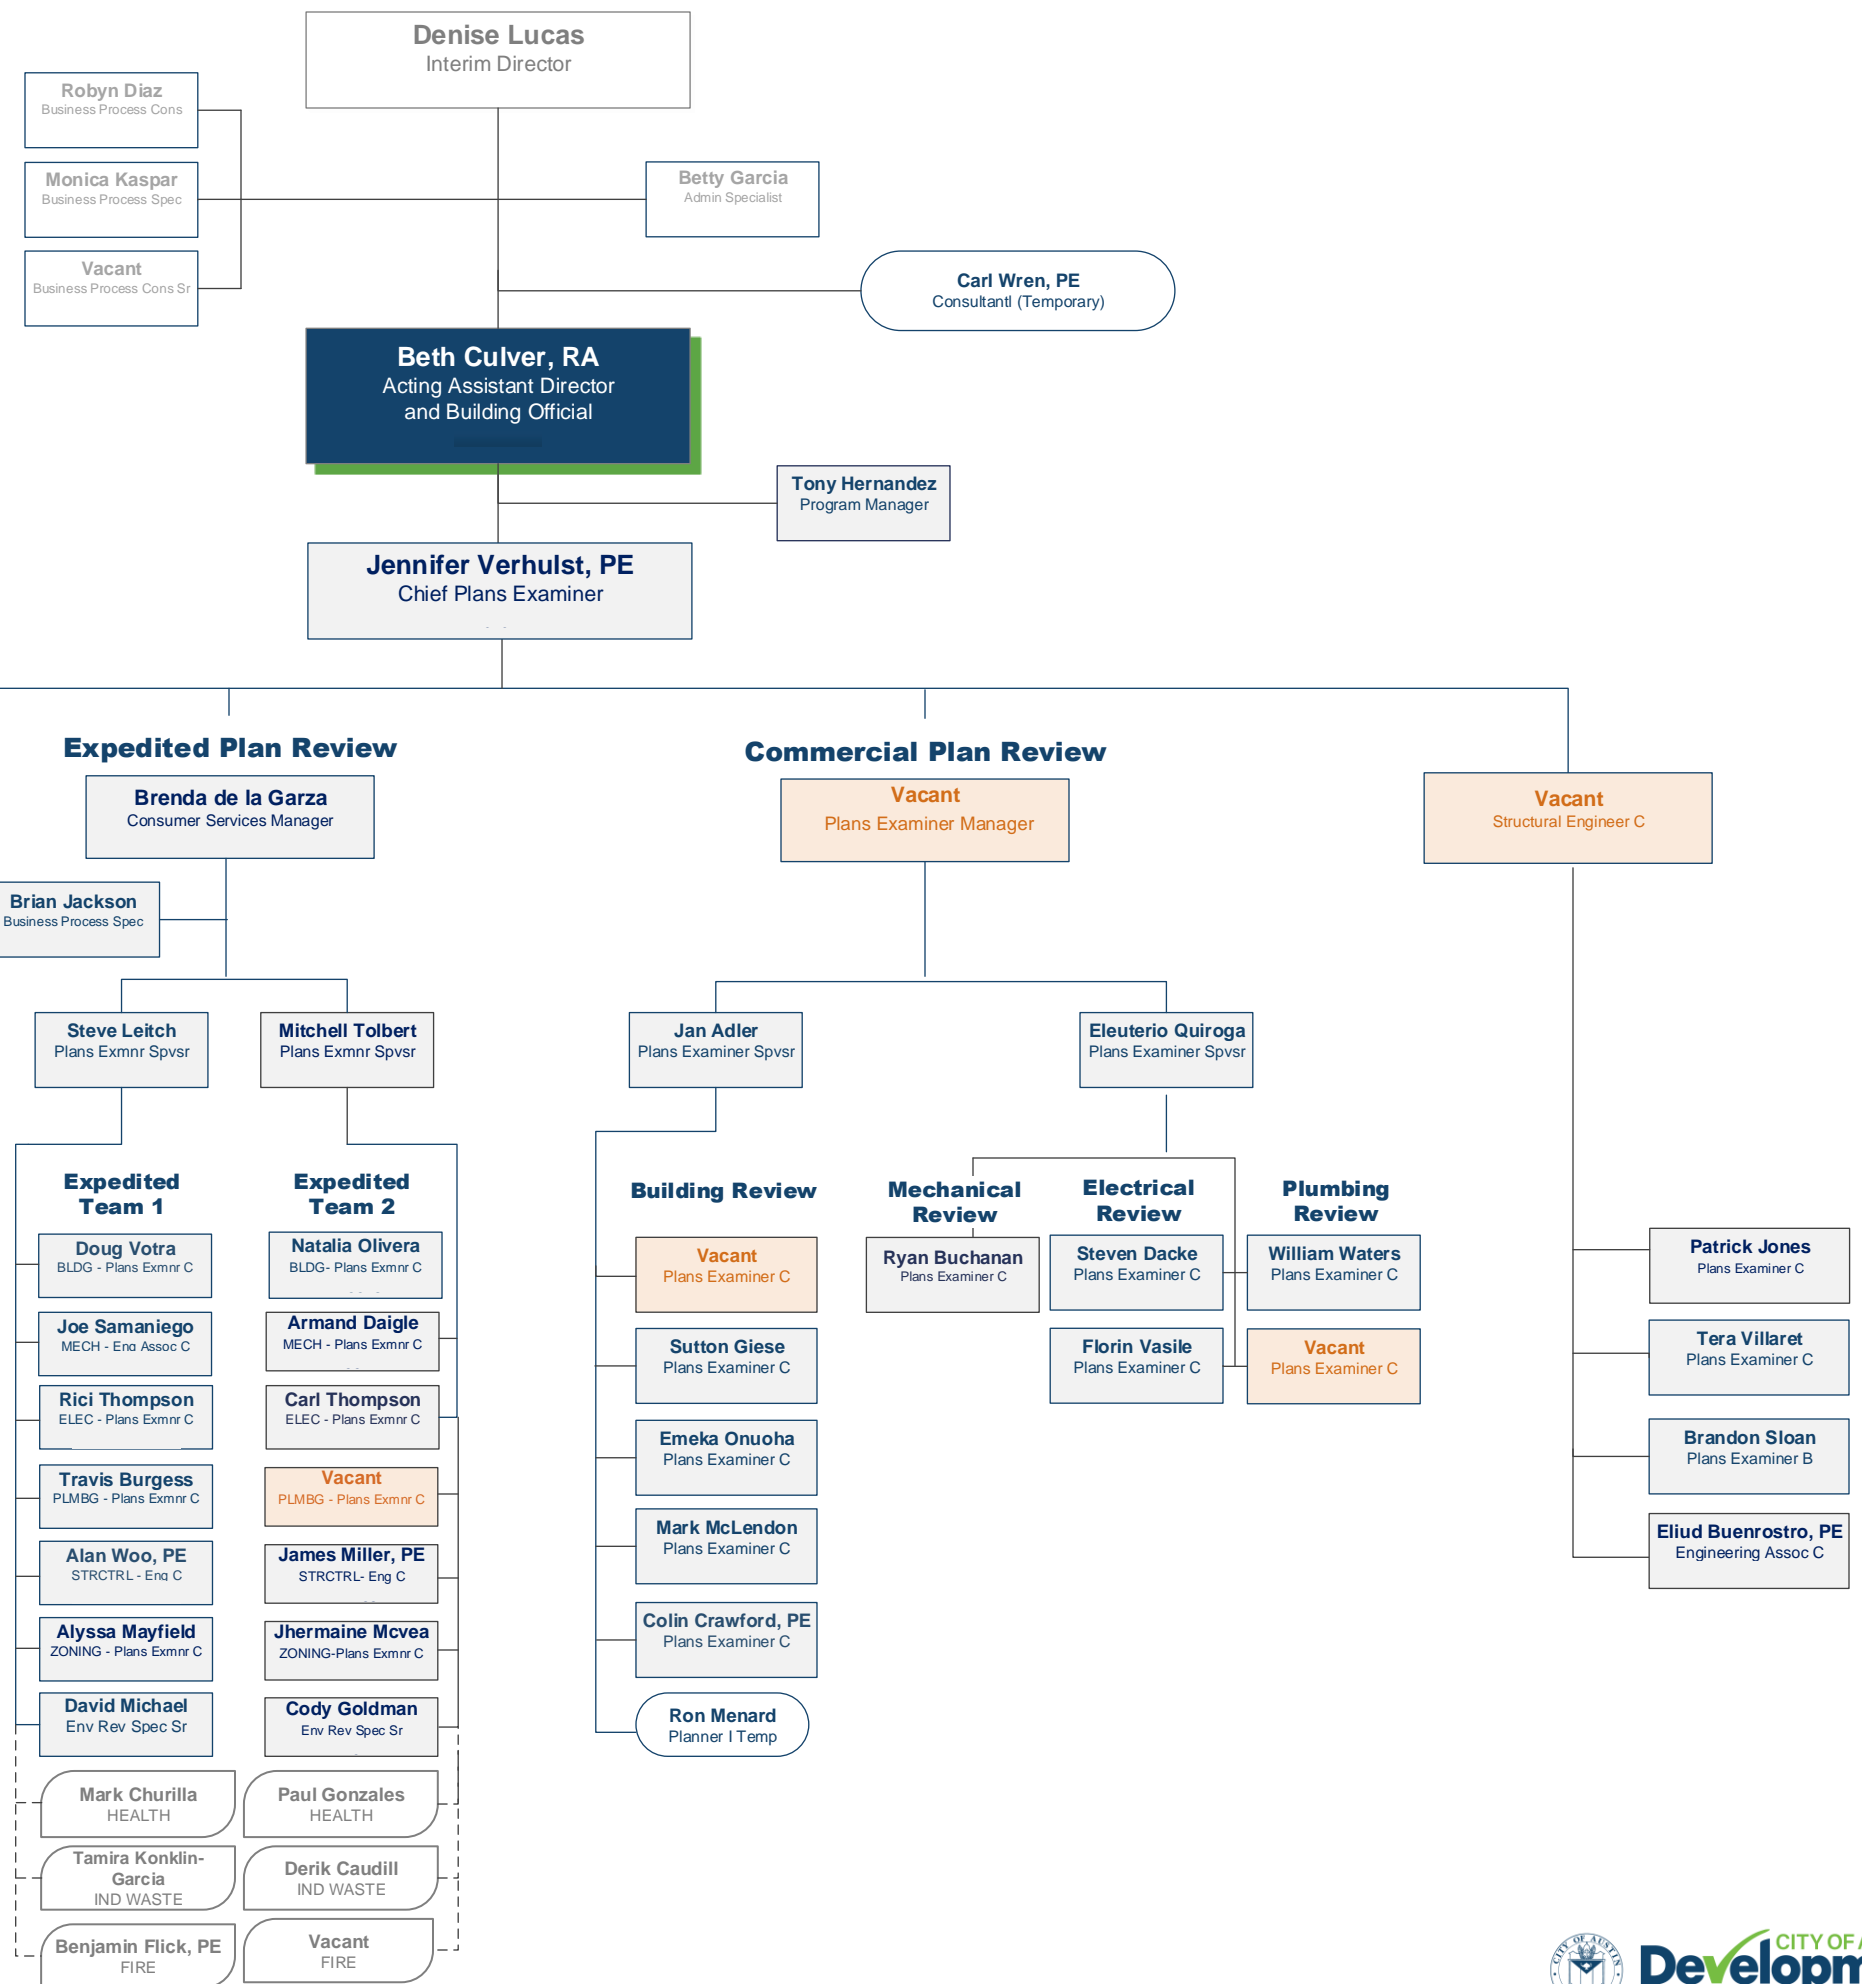 Denise Lucas
Interim Director
Robyn Diaz
Business Process Cons
Monica Kaspar
Business Process Spec
Betty Garcia
Admin Specialist
Vacant
Business Process Cons Sr
Carl Wren, PE
Consultantl (Temporary)
Beth Culver, RA
Acting Assistant Director
and Building Official
Tony Hernandez
Program Manager
Jennifer Verhulst, PE
Chief Plans Examiner
Expedited Plan Review
Brenda de la Garza
Consumer Services Manager
Brian Jackson
Business Process Spec
Steve Leitch
Plans Exmnr Spvsr
Mitchell Tolbert
Plans Exmnr Spvsr
Expedited
Team 1
Doug Votra
BLDG - Plans Exmnr C
Joe Samaniego
MECH - Eng Assoc C
Rici Thompson
ELEC - Plans Exmnr C
Travis Burgess
PLMBG - Plans Exmnr C
Alan Woo, PE
STRCTRL - Eng C
Alyssa Mayfield
ZONING - Plans Exmnr C
David Michael
Env Rev Spec Sr
Mark Churilla
HEALTH
Tamira Konklin-
Garcia
IND WASTE
Benjamin Flick, PE
FIRE
Expedited
Team 2
Natalia Olivera
BLDG- Plans Exmnr C
Armand Daigle
MECH - Plans Exmnr C
Carl Thompson
ELEC - Plans Exmnr C
Vacant
PLMBG - Plans Exmnr C
James Miller, PE
STRCTRL- Eng C
Jhermaine Mcvea
ZONING-Plans Exmnr C
Cody Goldman
Env Rev Spec Sr
Paul Gonzales
HEALTH
Derik Caudill
IND WASTE
Vacant
FIRE
Commercial Plan Review
Vacant
Plans Examiner Manager
Jan Adler
Plans Examiner Spvsr
Eleuterio Quiroga
Plans Examiner Spvsr
Building Review
Vacant
Plans Examiner C
Sutton Giese
Plans Examiner C
Emeka Onuoha
Plans Examiner C
Mark McLendon
Plans Examiner C
Colin Crawford, PE
Plans Examiner C
Ron Menard
Planner I Temp
Mechanical
Review
Ryan Buchanan
Plans Examiner C
Electrical
Review
Steven Dacke
Plans Examiner C
Florin Vasile
Plans Examiner C
Plumbing
Review
William Waters
Plans Examiner C
Vacant
Plans Examiner C
Vacant
Structural Engineer C
Patrick Jones
Plans Examiner C
Tera Villaret
Plans Examiner C
Brandon Sloan
Plans Examiner B
Eliud Buenrostro, PE
Engineering Assoc C
CITY OF AUSTIN
CITY OF A
Developm